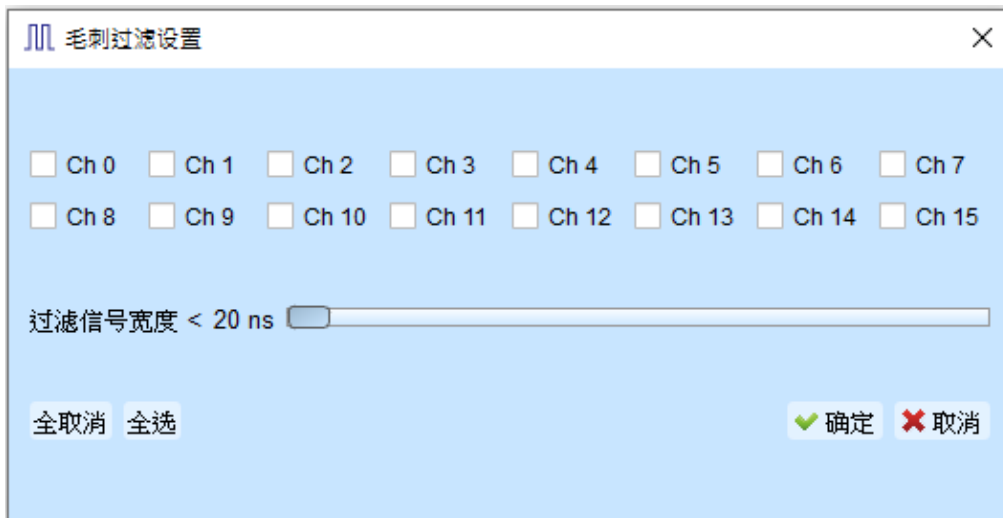 毛刺过滤设置
Ch 0 Ch 1 Ch 2 Ch 3 Ch 4 Ch 5 Ch 6 Ch 7
Ch 8 Ch 9 Ch 10 Ch 11 Ch 12 Ch 13 Ch 14 Ch 15
过滤信号宽度 < 20 ns
全取消 全选 确定 取消